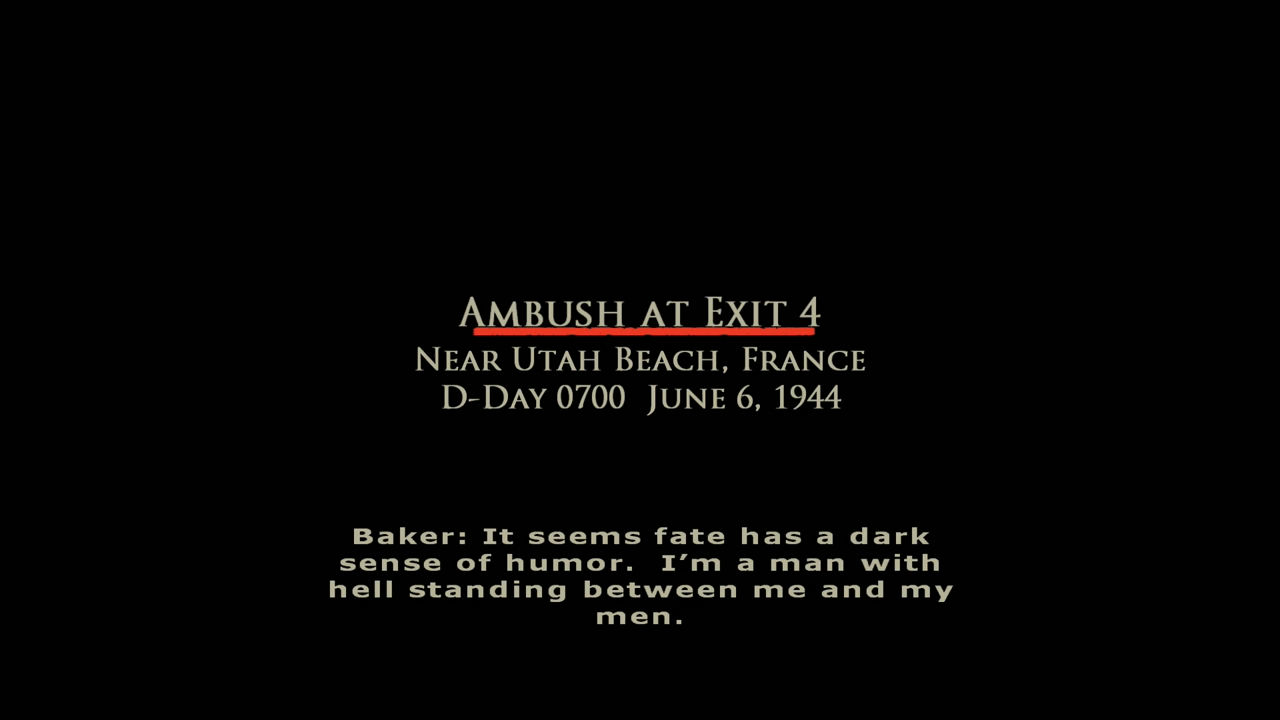 Ambush at Exit 4
Near Utah Beach, France
D-Day 0700 June 6, 1944
Baker: It seems fate has a dark
sense of humor. I'm a man with
hell standing between me and my
men.